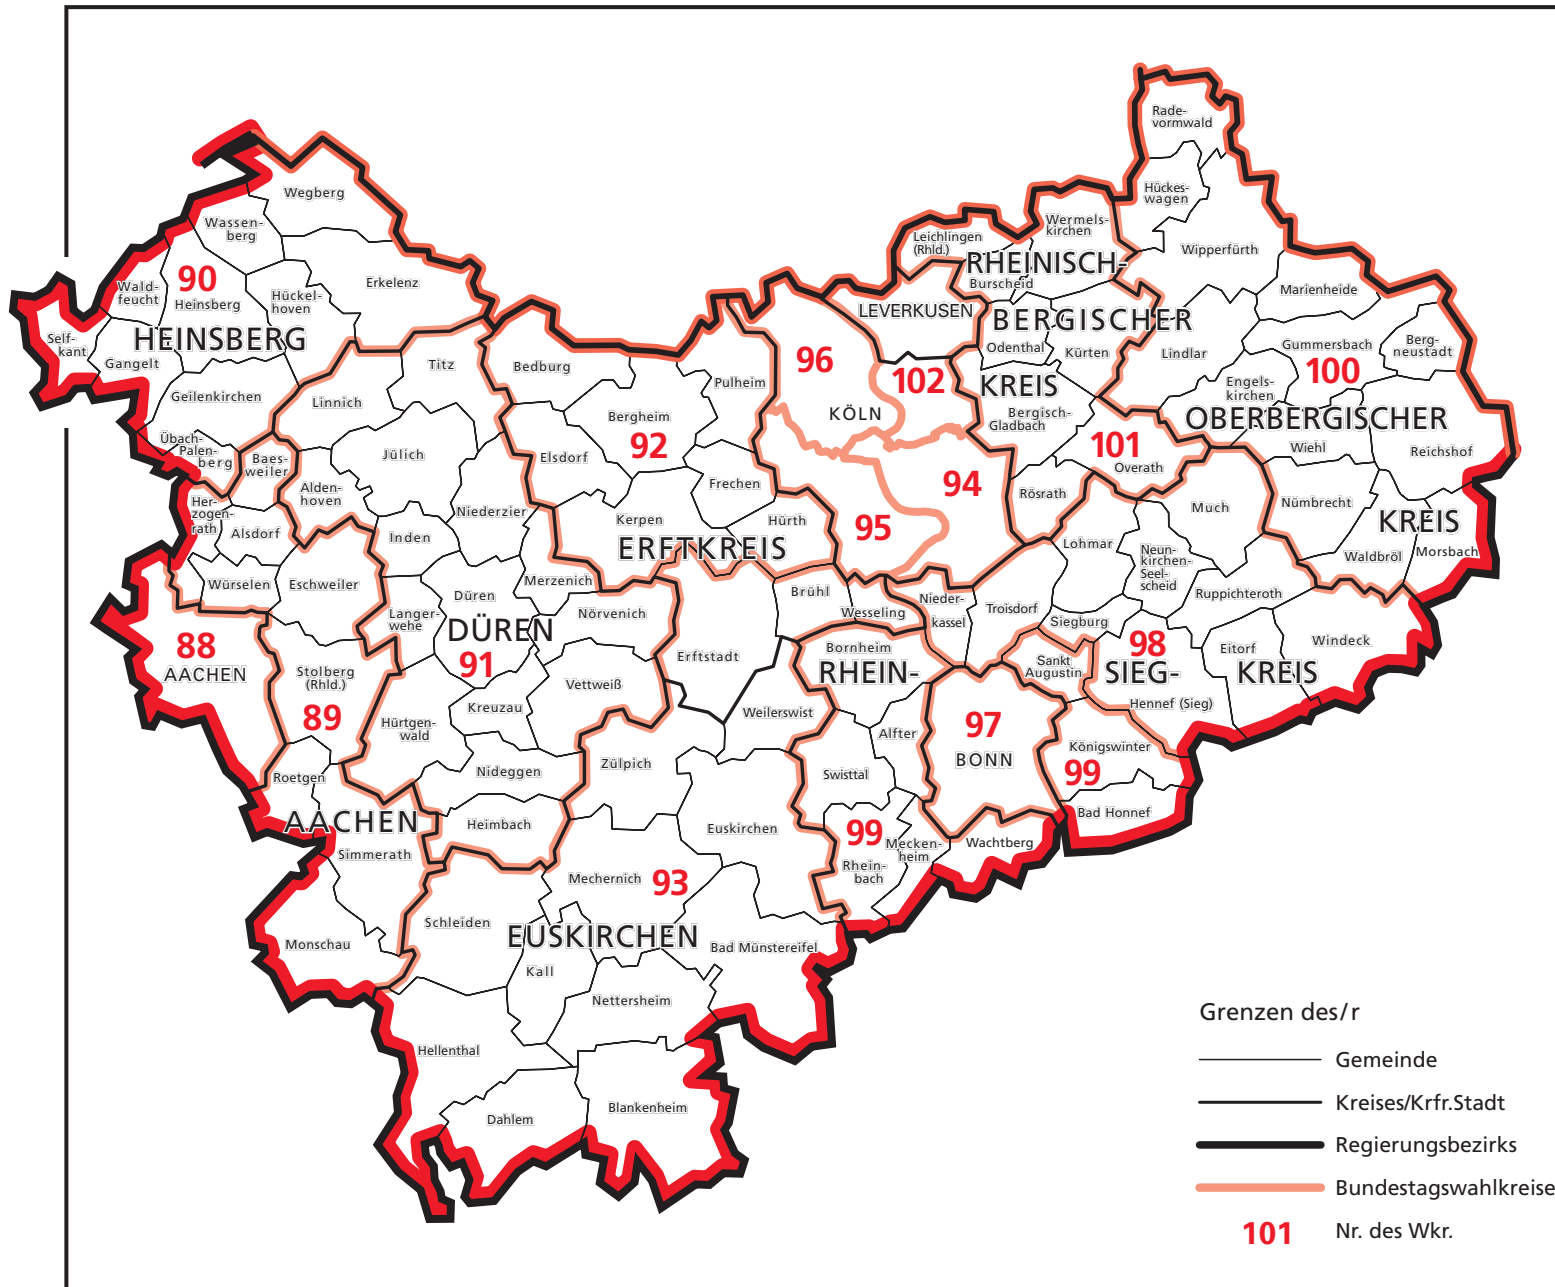 Rade-
vormwald
Hückes-
wagen
Wermels-
kirchen
Leichlingen
(Rhld.)
Wipperfürth
RHEINISCH-
Burscheid
Marienheide
LEVERKUSEN
BERGISCHER
Odenthal
Kürten
Lindlar
Gummersbach
Berg-
neustadt
100
KREIS
Engels-
kirchen
OBERBERGISCHER
Bergisch-
Gladbach
101
Overath
Wiehl
Reichshof
Rösrath
Nümbrecht
KREIS
Waldbröl
Morsbach
Wegberg
Wassen-
berg
90
Heinsberg
Wald-
feucht
Hückel-
hoven
Erkelenz
Self-
kant
HEINSBERG
Gangelt
Geilenkirchen
Übach-
Palen-
berg
Baes-
weiler
Linnich
Titz
Jülich
Alden-
hoven
Her-
zogen-
rath
Alsdorf
Inden
Niederzier
Würselen
Eschweiler
Merzenich
Düren
Langer-
wehe
DÜREN
91
Nörvenich
88
AACHEN
Stolberg
(Rhld.)
89
Vettweiß
Kreuzau
Hürtgen-
wald
Nideggen
Roetgen
AACHEN
Heimbach
Simmerath
Monschau
Bedburg
Pulheim
Bergheim
92
Elsdorf
Frechen
Kerpen
Hürth
ERFTKREIS
Brühl
Wesseling
Erftstadt
96
102
KÖLN
94
95
Lohmar
Much
Neun-
kirchen-
Seel-
scheid
Ruppichteroth
Nieder-
kassel
Troisdorf
Siegburg
98
Windeck
Eitorf
Bornheim
RHEIN-
Sankt
Augustin
SIEG-
KREIS
Hennef (Sieg)
Weilerswist
Alfter
97
BONN
Königswinter
99
Bad Honnef
Swisttal
99
Rhein-
bach
Mecken-
heim
Wachtberg
Zülpich
Euskirchen
Mechernich
93
Schleiden
EUSKIRCHEN
Bad Münstereifel
Kall
Nettersheim
Hellenthal
Dahlem
Blankenheim
Grenzen des/r
Gemeinde
Kreises/Krfr.Stadt
Regierungsbezirks
Bundestagswahlkreise
101 Nr. des Wkr.